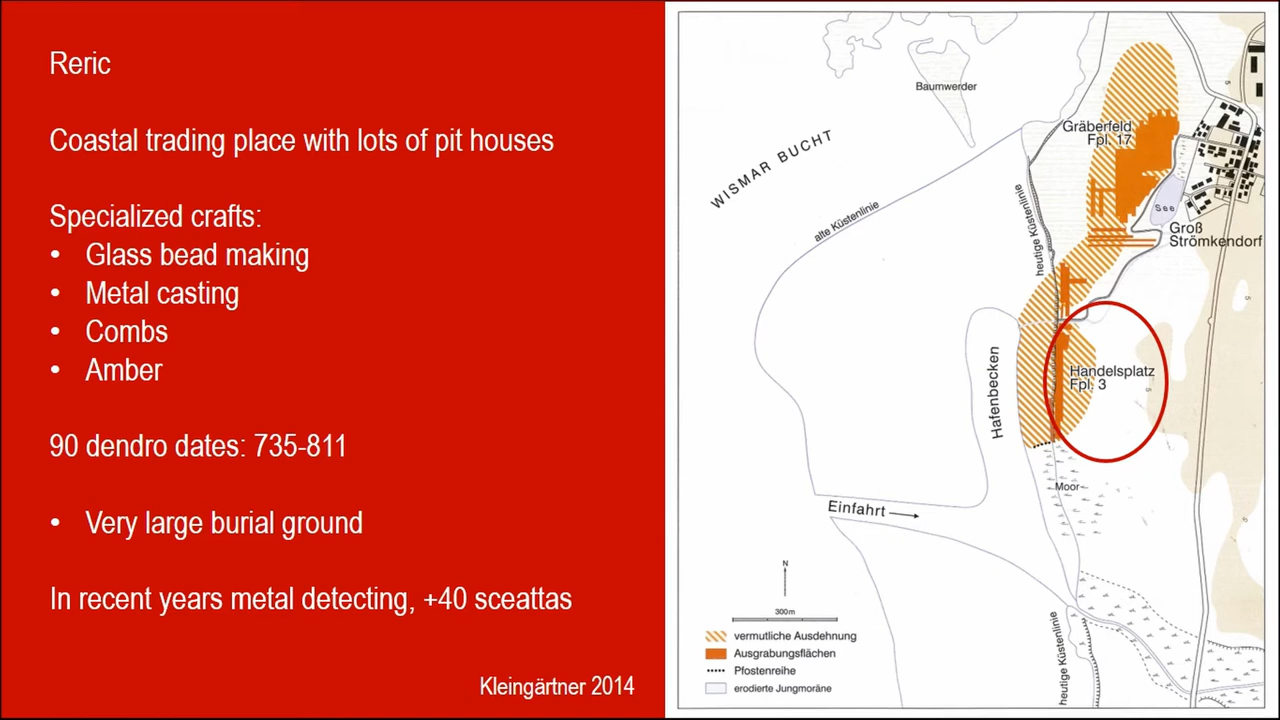 Reric
Coastal trading place with lots of pit houses
Specialized crafts:
• Glass bead making
• Metal casting
• Combs
• Amber
90 dendro dates: 735-811
• Very large burial ground
In recent years metal detecting, +40 sceattas
Kleingärtner 2014
Baumwerder
WISMAR BUCHT
Gräberfeld
Fpl. 17
alte Küstenlinie
heutige Küstenlinie
See
Groß
Strömkendorf
Hafenbecken
Handelsplatz
Fpl. 3
Moor
Einfahrt
N
300m
heutige Küstenlinie
vermutliche Ausdehnung
Ausgrabungsflächen
Pfostenreihe
erodierte Jungmoräne